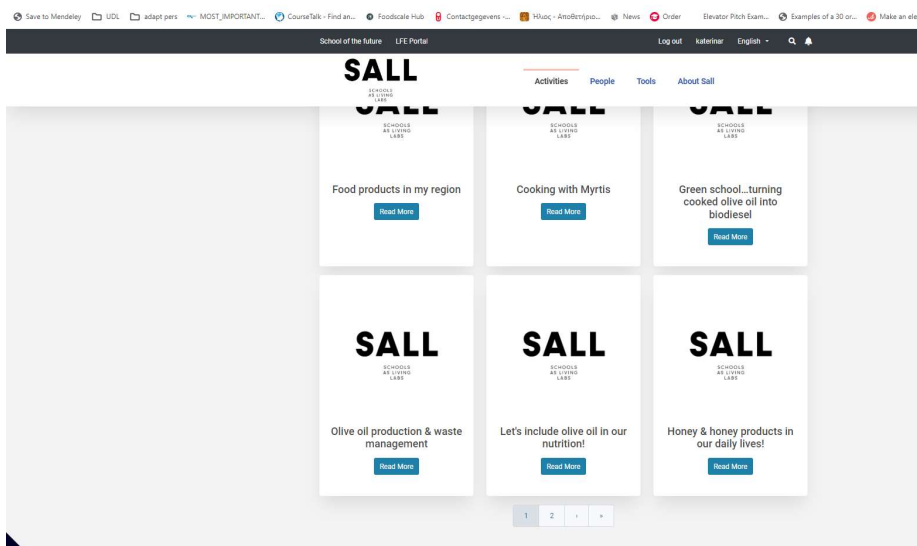 Save to Mendeley UDL adapt pers MOST_IMPORTANT... CourseTalk - Find an... Foodscale Hub Contactgegevens -... Ήλιος - Αποθετήριο... News Order Elevator Pitch Exam... Examples of a 30 or... Make an ele
School of the future LFE Portal Log out katerinar English
SALL
SCHOOLS
AS LIVING
LABS
Activities People Tools About Sall
SCHOOLS
AS LIVING
LABS
SCHOOLS
AS LIVING
LABS
SCHOOLS
AS LIVING
LABS
Food products in my region
Read More
Cooking with Myrtis
Read More
Green school...turning
cooked olive oil into
biodiesel
Read More
SALL
SCHOOLS
AS LIVING
LABS
Olive oil production & waste
management
Read More
SALL
SCHOOLS
AS LIVING
LABS
Let's include olive oil in our
nutrition!
Read More
SALL
SCHOOLS
AS LIVING
LABS
Honey & honey products in
our daily lives!
Read More
1 2 › »